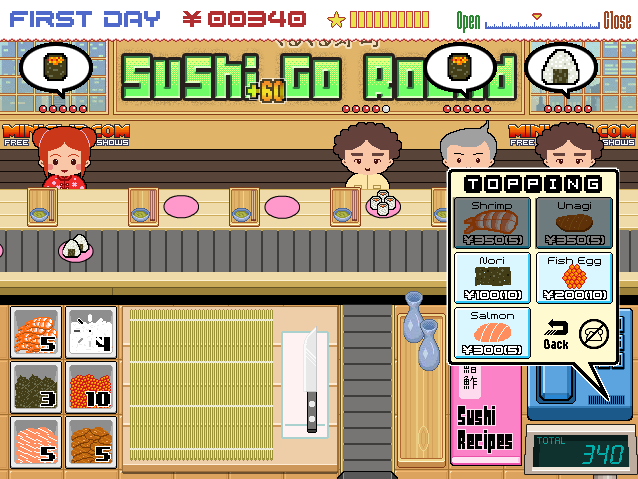 FIRST DAY ¥00340 Open Close
Sushi Go Round
+60
MINICLIP.COM
FREE SHOWS
MINICLIP.COM
FREE SHOWS
TOPPING
Shrimp
¥350(5)
Unagi
¥350(5)
Nori
¥100(10)
Fish Egg
¥200(10)
Salmon
¥300(5)
Back
5
4
3
10
5
5
Sushi
Recipes
TOTAL
340